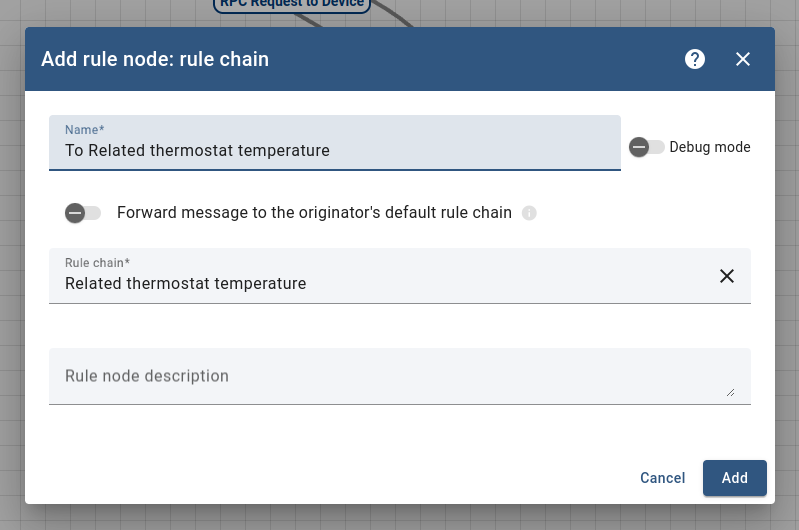 RPC Request to Device
Add rule node: rule chain
Name*
To Related thermostat temperature
Debug mode
Forward message to the originator's default rule chain
Rule chain*
Related thermostat temperature
Rule node description
Cancel
Add